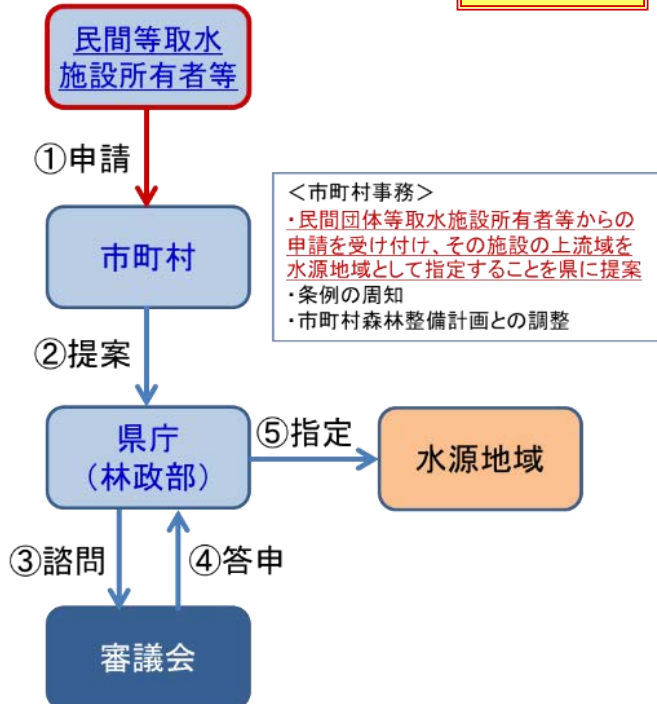 民間等取水
施設所有者等
①申請
＜市町村事務＞
・民間団体等取水施設所有者等からの
申請を受け付け、その施設の上流域を
水源地域として指定することを県に提案
・条例の周知
・市町村森林整備計画との調整
市町村
②提案
県庁
（林政部）
⑤指定
水源地域
③諮問
④答申
審議会